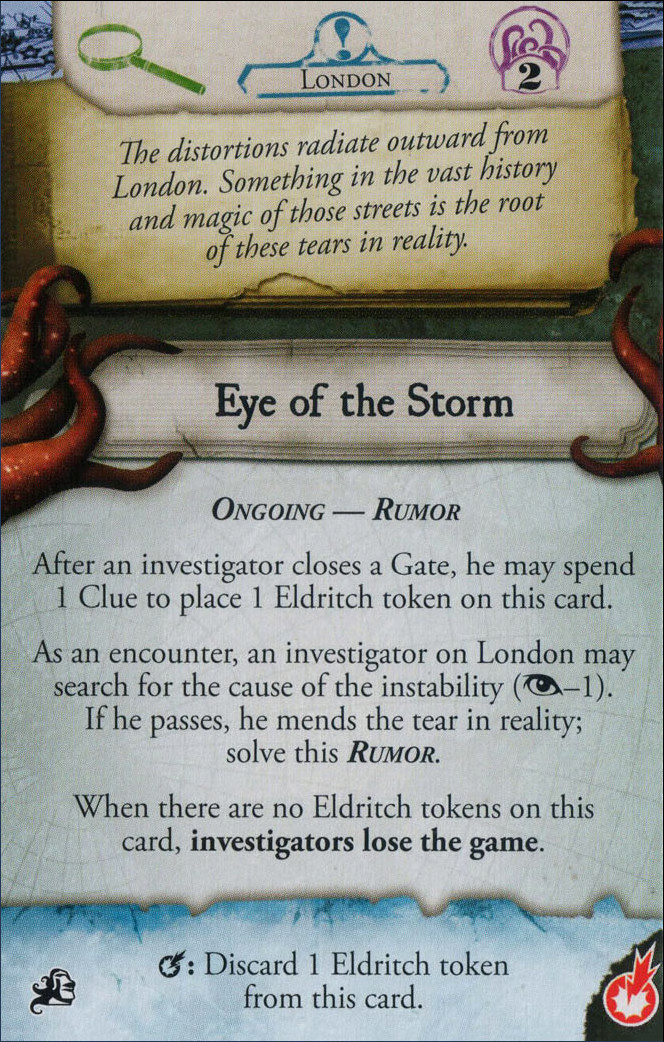 London
2
The distortions radiate outward from
London. Something in the vast history
and magic of those streets is the root
of these tears in reality.
Eye of the Storm
Ongoing — Rumor
After an investigator closes a Gate, he may spend
1 Clue to place 1 Eldritch token on this card.
As an encounter, an investigator on London may
search for the cause of the instability (–1).
If he passes, he mends the tear in reality;
solve this Rumor.
When there are no Eldritch tokens on this
card, investigators lose the game.
: Discard 1 Eldritch token
from this card.